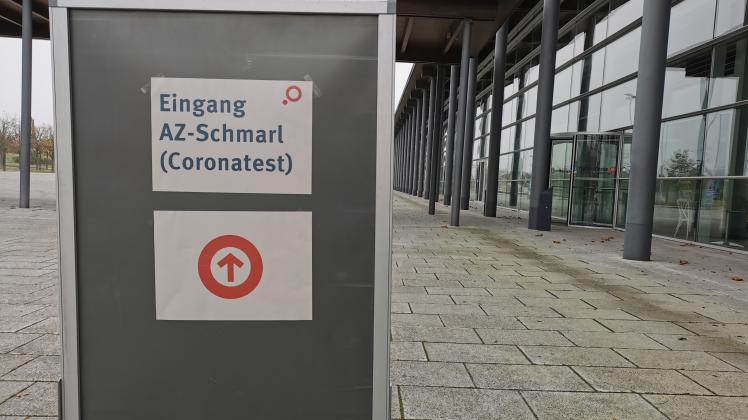 Eingang
AZ-Schmarl
(Coronatest)